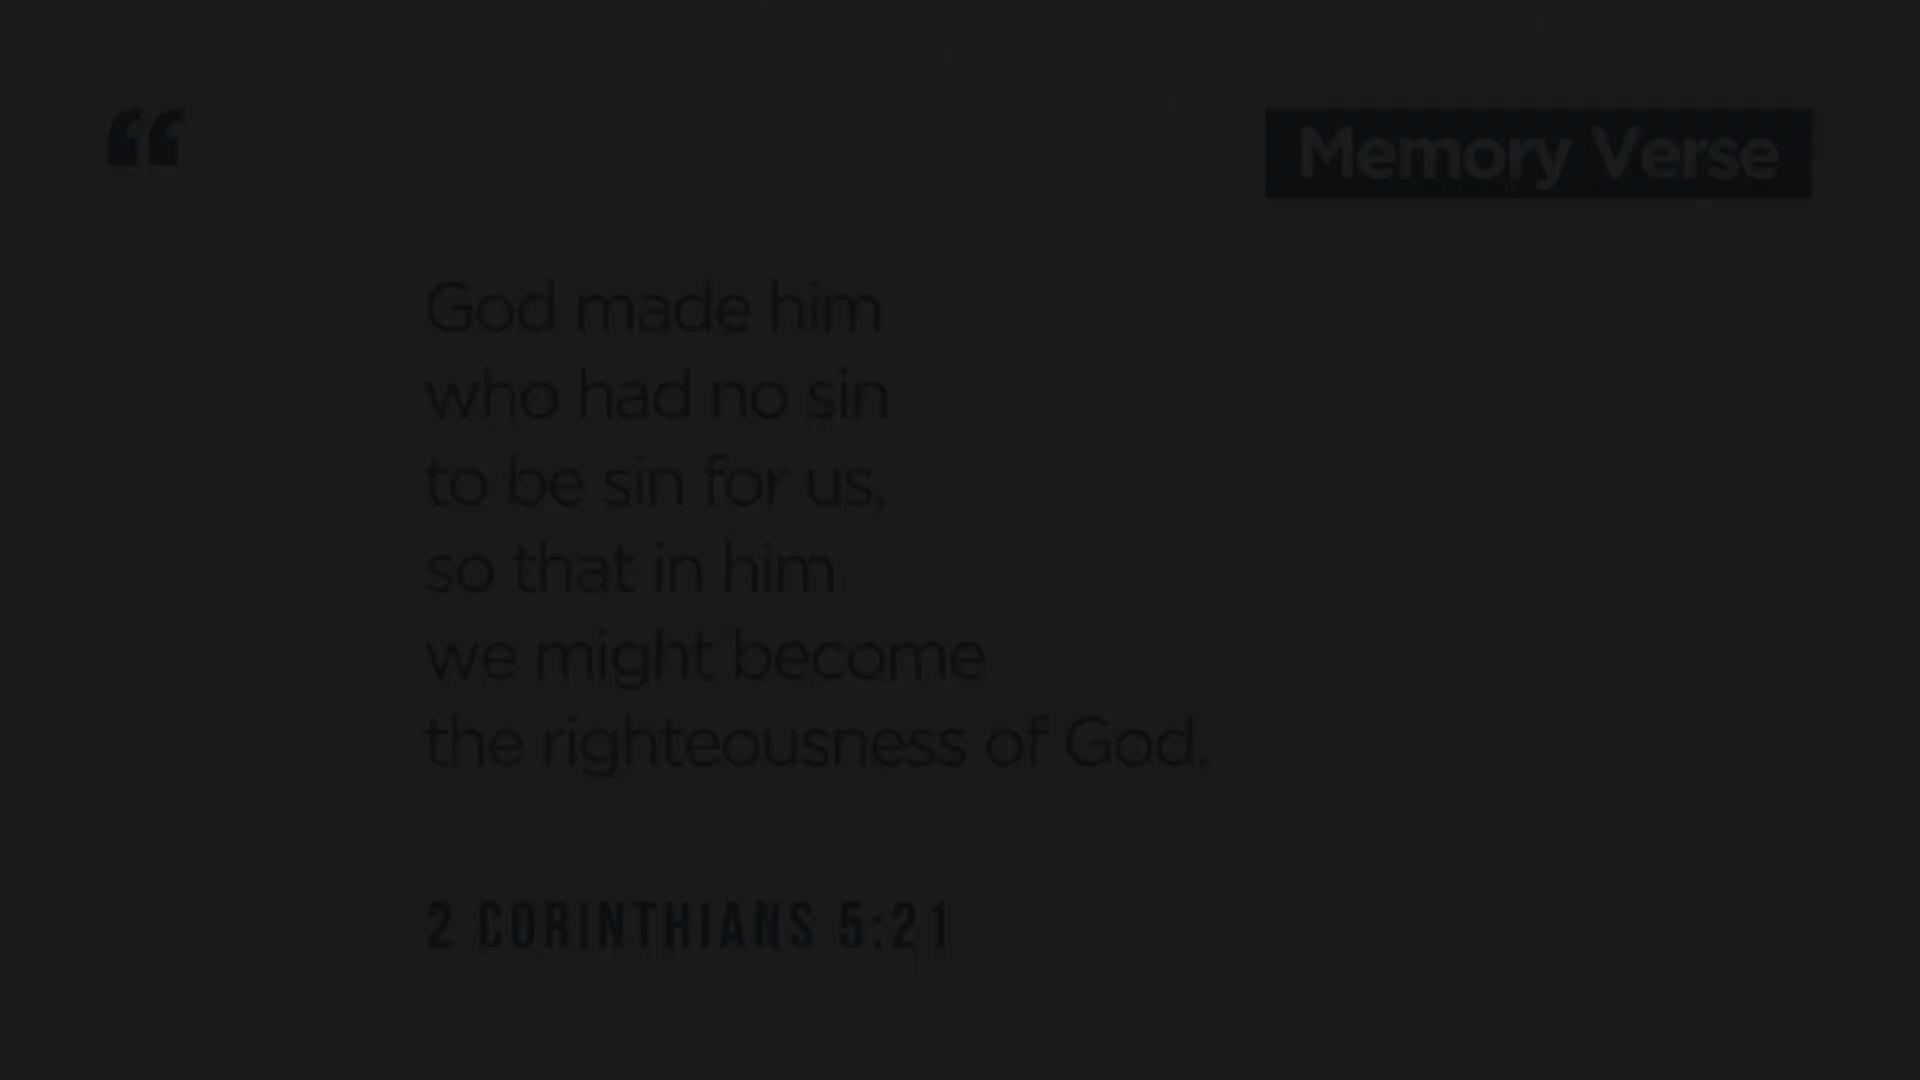 “
Memory Verse
God made him
who had no sin
to be sin for us,
so that in him
we might become
the righteousness of God.
2 CORINTHIANS 5:21